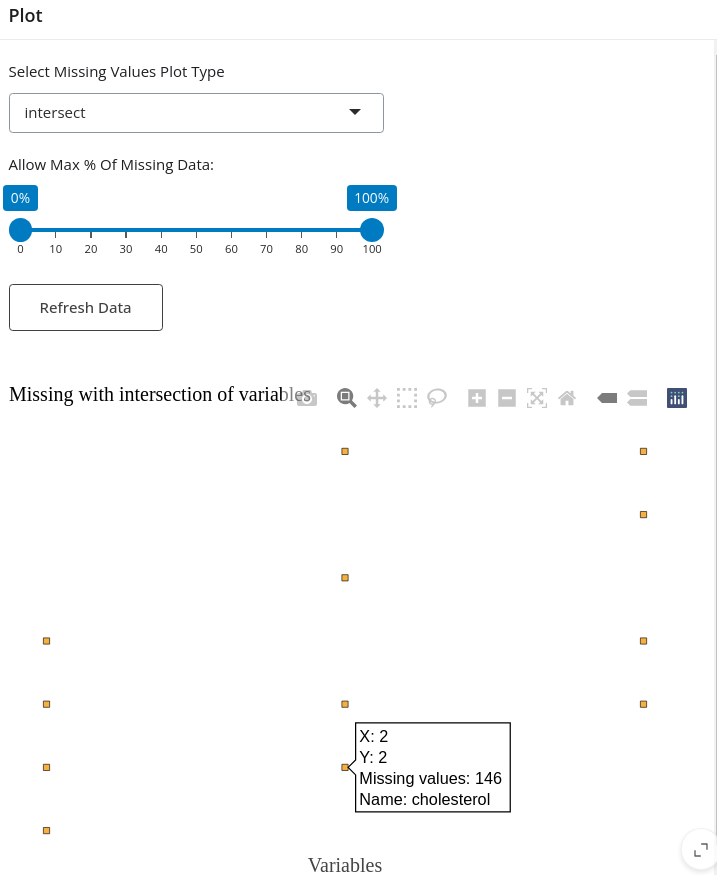 Plot
Select Missing Values Plot Type
intersect
Allow Max % Of Missing Data:
0% 100%
0 10 20 30 40 50 60 70 80 90 100
Refresh Data
Missing with intersection of variables
X: 2
Y: 2
Missing values: 146
Name: cholesterol
Variables